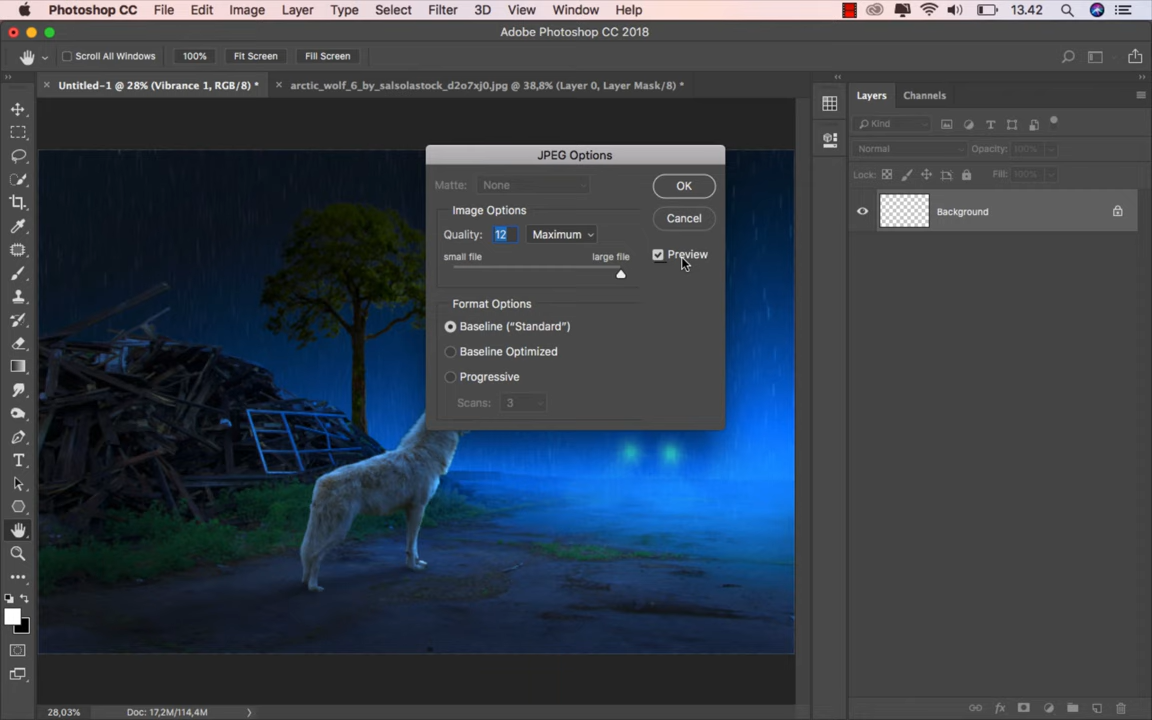 Photoshop CC File Edit Image Layer Type Select Filter 3D View Window Help 13.42
Adobe Photoshop CC 2018
Scroll All Windows 100% Fit Screen Fill Screen
Untitled-1 @ 28% (Vibrance 1, RGB/8) * arctic_wolf_6_by_salsolastock_d2o7xj0.jpg @ 38,8% (Layer 0, Layer Mask/8) *
Layers Channels
Kind
Normal Opacity: 100%
Lock: Fill: 100%
Background
JPEG Options
Matte: None
OK
Image Options
Cancel
Quality: 12 Maximum
Preview
small file large file
Format Options
Baseline (“Standard”)
Baseline Optimized
Progressive
Scans: 3
28,03% Doc: 17,2M/114,4M